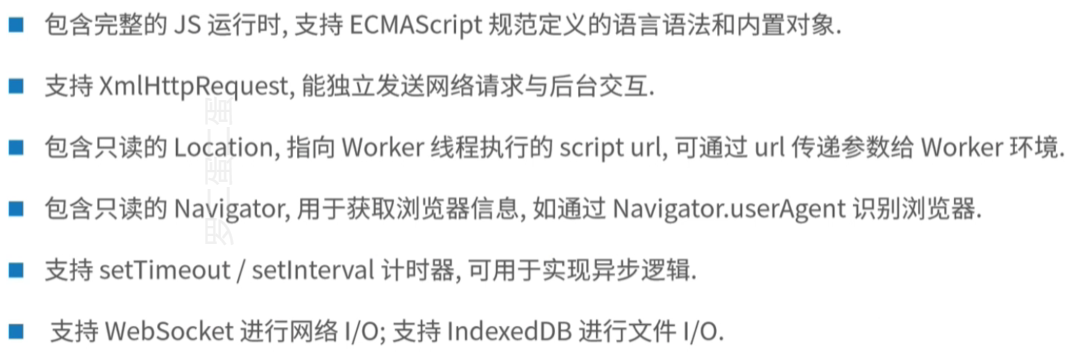 包含完整的 JS 运行时, 支持 ECMAScript 规范定义的语言语法和内置对象.
支持 XmlHttpRequest, 能独立发送网络请求与后台交互.
包含只读的 Location, 指向 Worker 线程执行的 script url, 可通过 url 传递参数给 Worker 环境.
包含只读的 Navigator, 用于获取浏览器信息, 如通过 Navigator.userAgent 识别浏览器.
支持 setTimeout / setInterval 计时器, 可用于实现异步逻辑.
支持 WebSocket 进行网络 I/O; 支持 IndexedDB 进行文件 I/O.